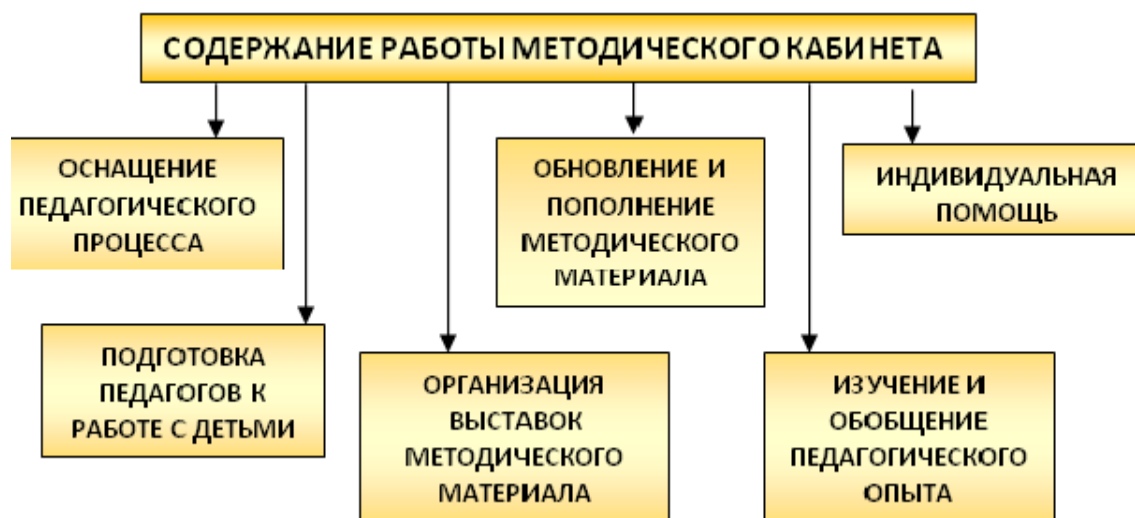 СОДЕРЖАНИЕ РАБОТЫ МЕТОДИЧЕСКОГО КАБИНЕТА
ОСНАЩЕНИЕ
ПЕДАГОГИЧЕСКОГО
ПРОЦЕССА
ОБНОВЛЕНИЕ И
ПОПОЛНЕНИЕ
МЕТОДИЧЕСКОГО
МАТЕРИАЛА
ИНДИВИДУАЛЬНАЯ
ПОМОЩЬ
ПОДГОТОВКА
ПЕДАГОГОВ К
РАБОТЕ С ДЕТЬМИ
ОРГАНИЗАЦИЯ
ВЫСТАВОК
МЕТОДИЧЕСКОГО
МАТЕРИАЛА
ИЗУЧЕНИЕ И
ОБОБЩЕНИЕ
ПЕДАГОГИЧЕСКОГО
ОПЫТА